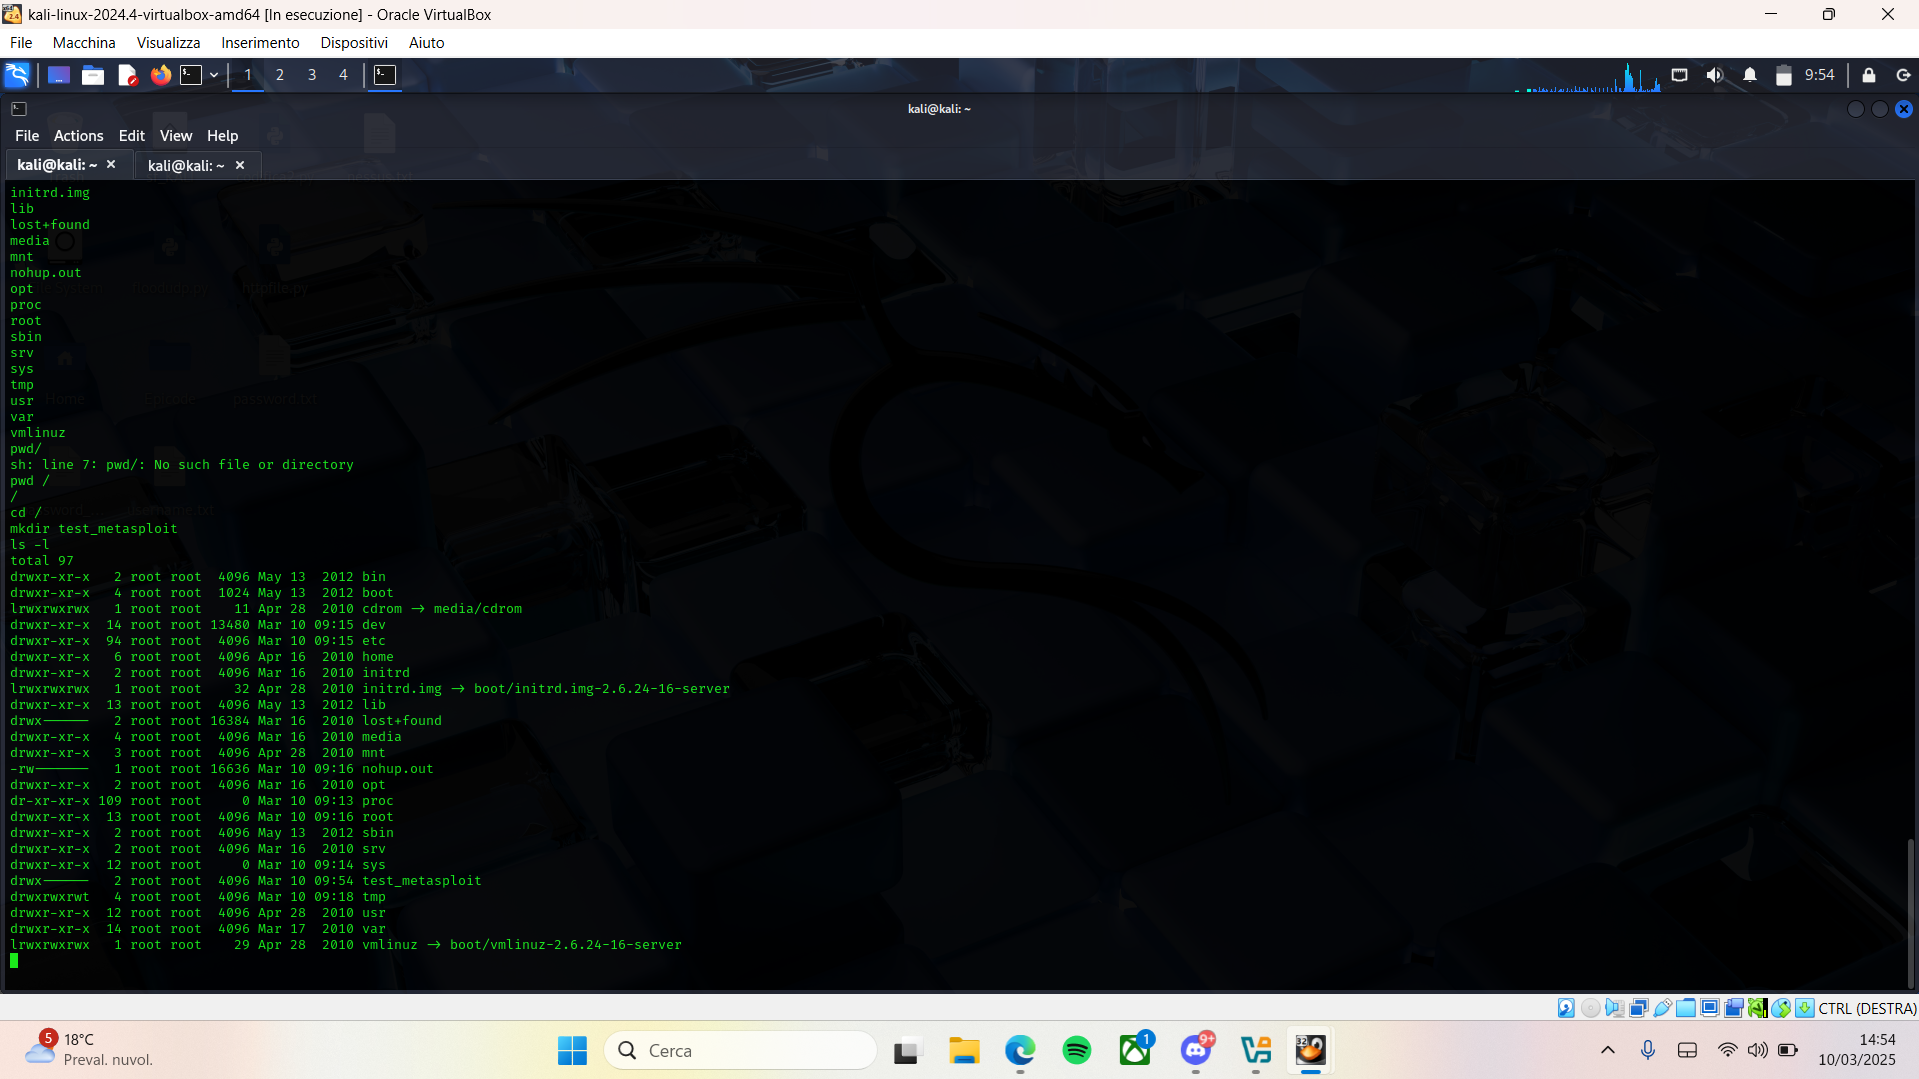 kali-linux-2024.4-virtualbox-amd64 [In esecuzione] - Oracle VirtualBox
File Macchina Visualizza Inserimento Dispositivi Aiuto
1 2 3 4 9:54
kali@kali: ~
File Actions Edit View Help
kali@kali: ~ × kali@kali: ~ ×
initrd.img
lib
lost+found
media
mnt
nohup.out
opt
proc
root
sbin
srv
sys
tmp
usr
var
vmlinuz
pwd/
sh: line 7: pwd/: No such file or directory
pwd /
/
cd /
mkdir test_metasploit
ls -l
total 97
drwxr-xr-x 2 root root 4096 May 13 2012 bin
drwxr-xr-x 4 root root 1024 May 13 2012 boot
lrwxrwxrwx 1 root root 11 Apr 28 2010 cdrom -> media/cdrom
drwxr-xr-x 14 root root 13480 Mar 10 09:15 dev
drwxr-xr-x 94 root root 4096 Mar 10 09:15 etc
drwxr-xr-x 6 root root 4096 Apr 16 2010 home
drwxr-xr-x 2 root root 4096 Mar 16 2010 initrd
lrwxrwxrwx 1 root root 32 Apr 28 2010 initrd.img -> boot/initrd.img-2.6.24-16-server
drwxr-xr-x 13 root root 4096 May 13 2012 lib
drwx------ 2 root root 16384 Mar 16 2010 lost+found
drwxr-xr-x 4 root root 4096 Mar 16 2010 media
drwxr-xr-x 3 root root 4096 Apr 28 2010 mnt
-rw------- 1 root root 16636 Mar 10 09:16 nohup.out
drwxr-xr-x 2 root root 4096 Mar 16 2010 opt
dr-xr-xr-x 109 root root 0 Mar 10 09:13 proc
drwxr-xr-x 13 root root 4096 Mar 10 09:16 root
drwxr-xr-x 2 root root 4096 May 13 2012 sbin
drwxr-xr-x 2 root root 4096 Mar 16 2010 srv
drwxr-xr-x 12 root root 0 Mar 10 09:14 sys
drwx------ 2 root root 4096 Mar 10 09:54 test_metasploit
drwxrwxrwt 4 root root 4096 Mar 10 09:18 tmp
drwxr-xr-x 12 root root 4096 Apr 28 2010 usr
drwxr-xr-x 14 root root 4096 Mar 17 2010 var
lrwxrwxrwx 1 root root 29 Apr 28 2010 vmlinuz -> boot/vmlinuz-2.6.24-16-server
Home
password.txt
CTRL (DESTRA)
5 18°C
Preval. nuvol.
Cerca
1
9+
32
14:54
10/03/2025